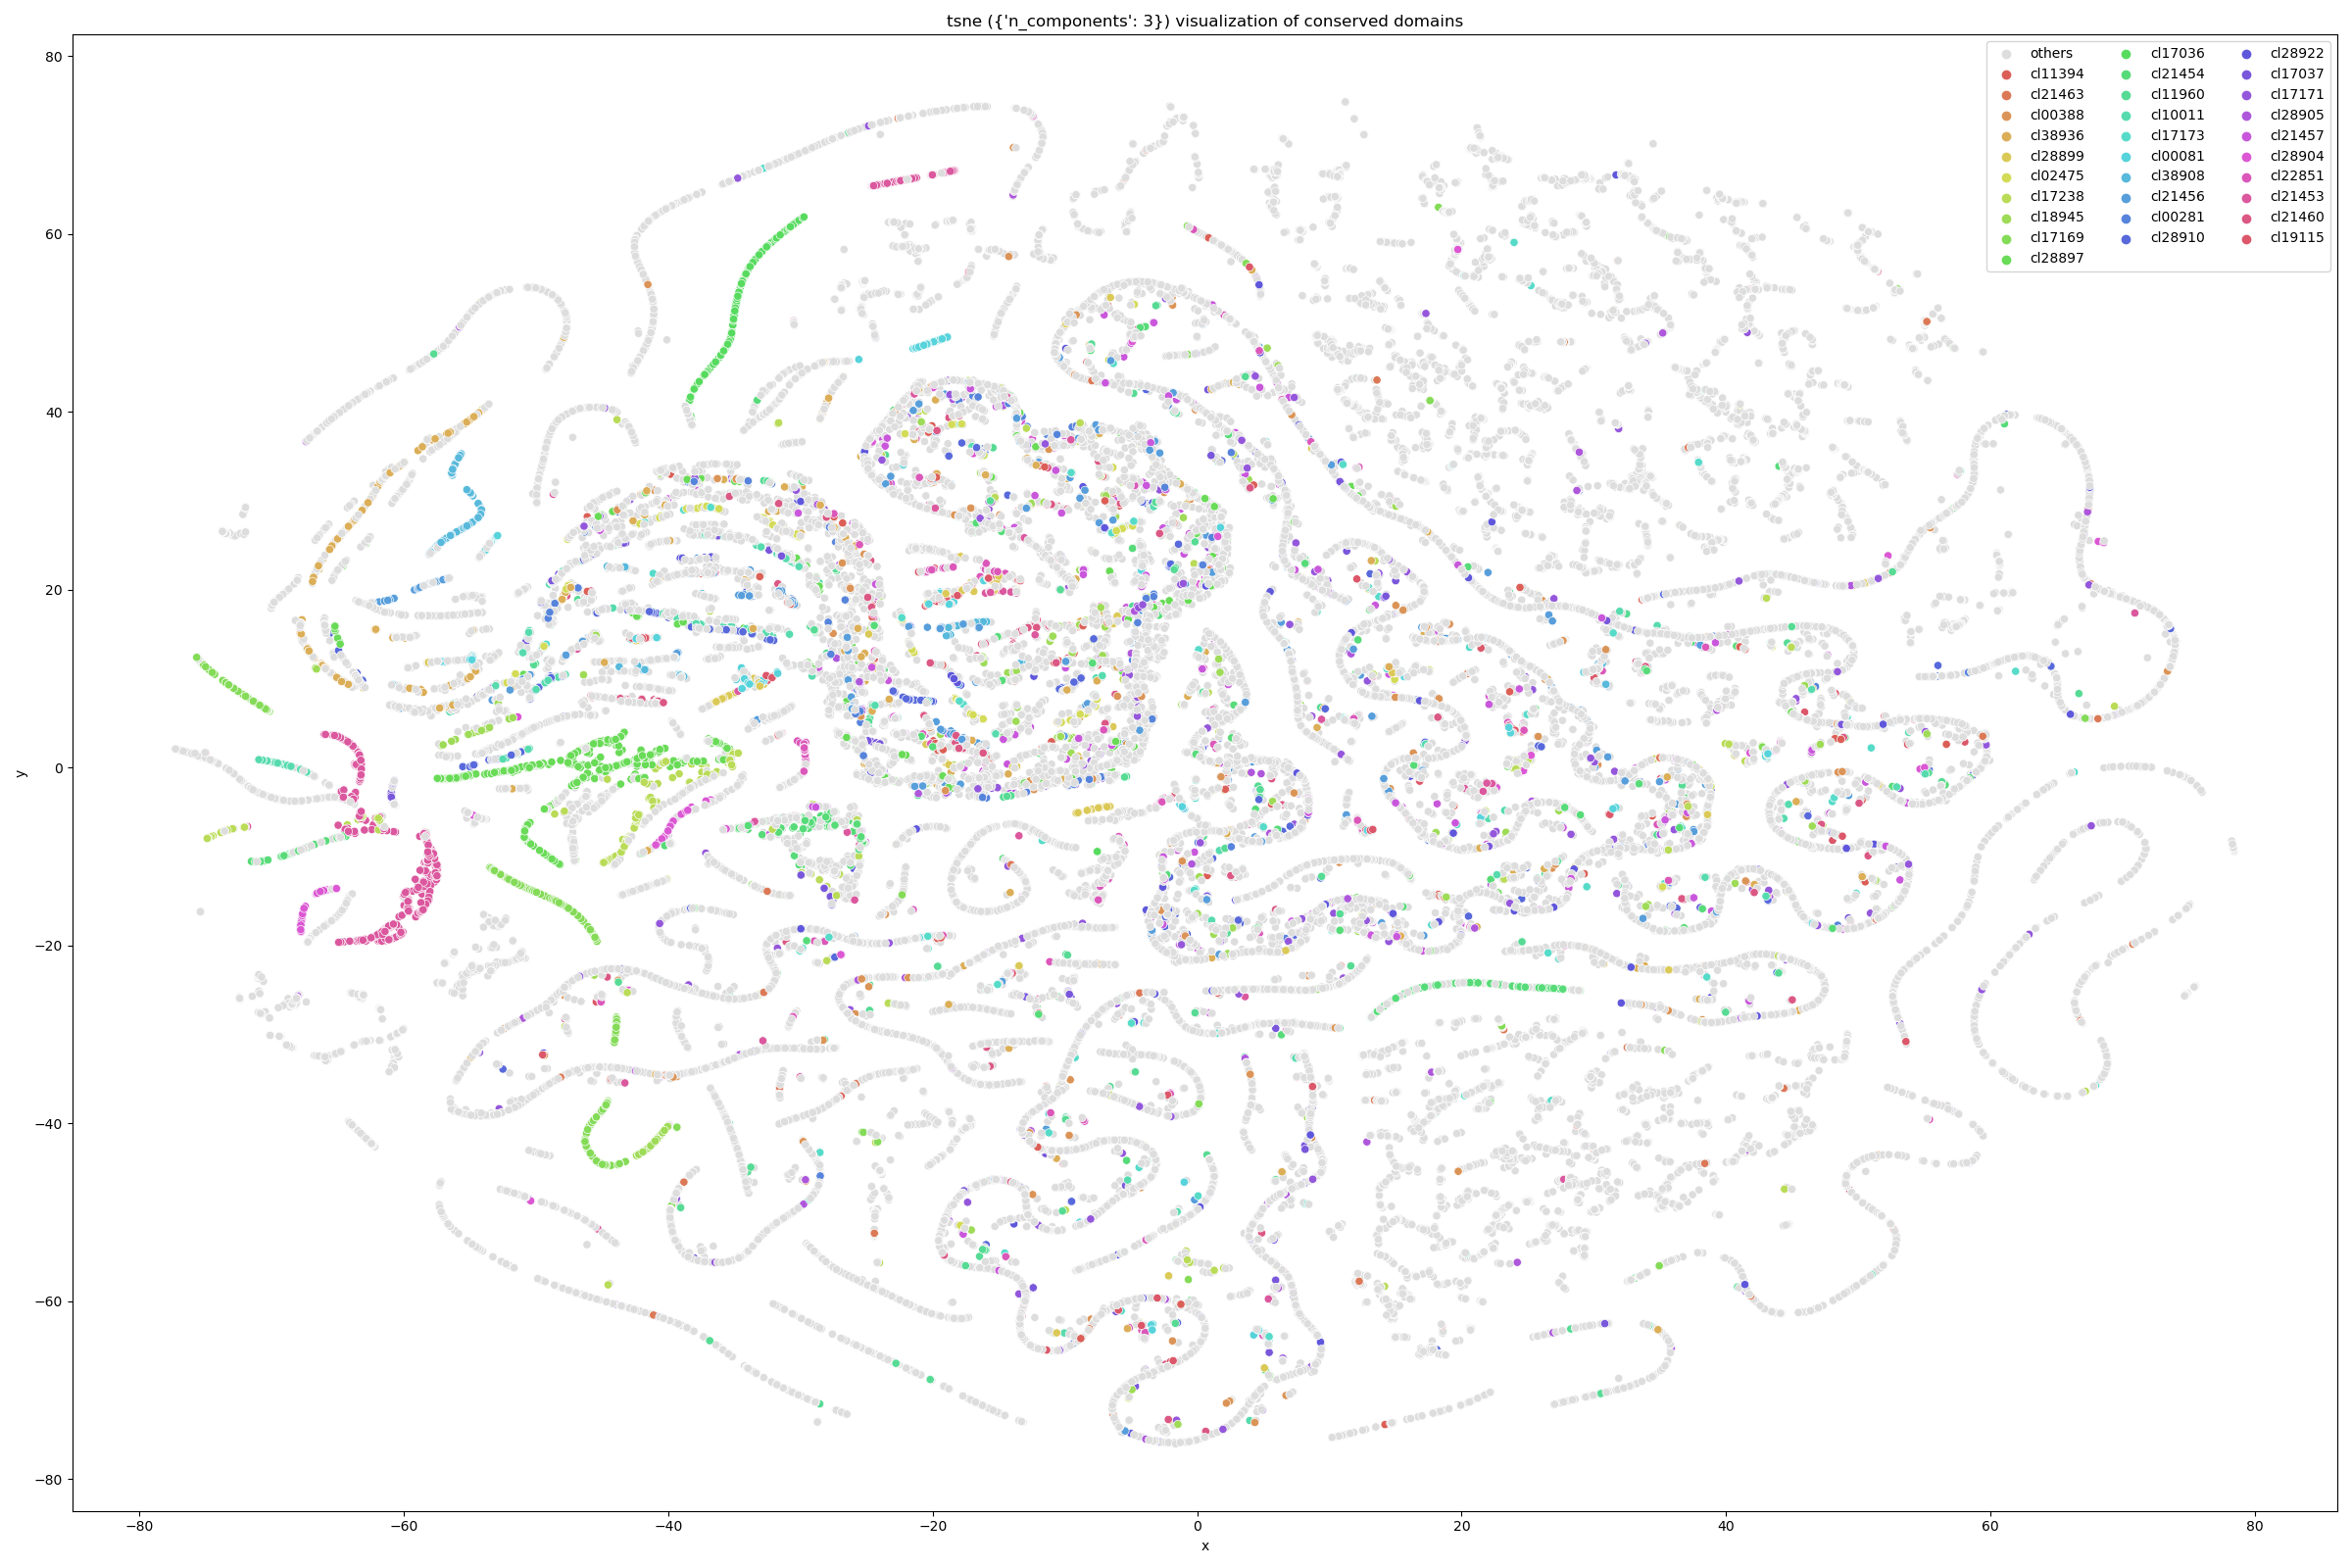 tsne ({'n_components': 3}) visualization of conserved domains
80
60
40
20
0
−20
−40
−60
−80
y
−80
−60
−40
−20
0
20
40
60
80
x
others
cl11394
cl21463
cl00388
cl38936
cl28899
cl02475
cl17238
cl18945
cl17169
cl28897
cl17036
cl21454
cl11960
cl10011
cl17173
cl00081
cl38908
cl21456
cl00281
cl28910
cl28922
cl17037
cl17171
cl28905
cl21457
cl28904
cl22851
cl21453
cl21460
cl19115